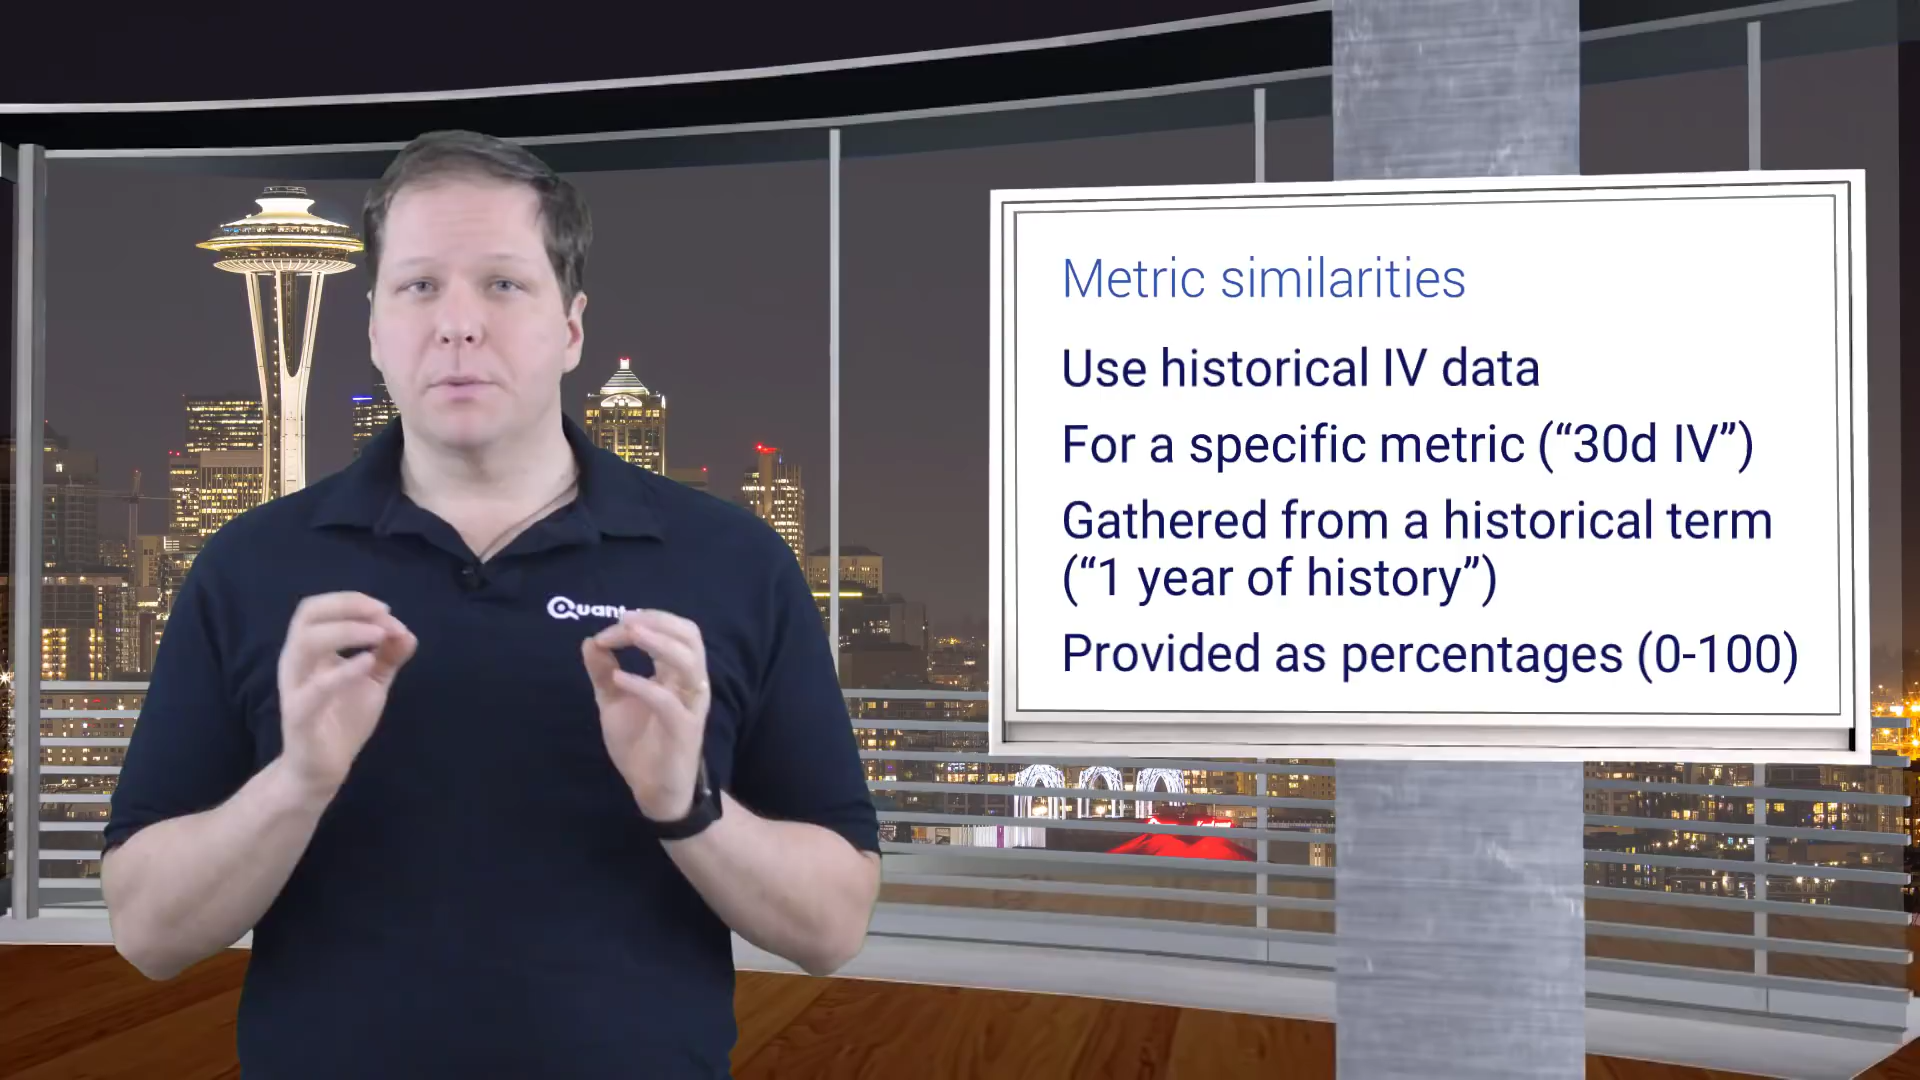 Metric similarities
Use historical IV data
For a specific metric (“30d IV”)
Gathered from a historical term
(“1 year of history”)
Provided as percentages (0-100)